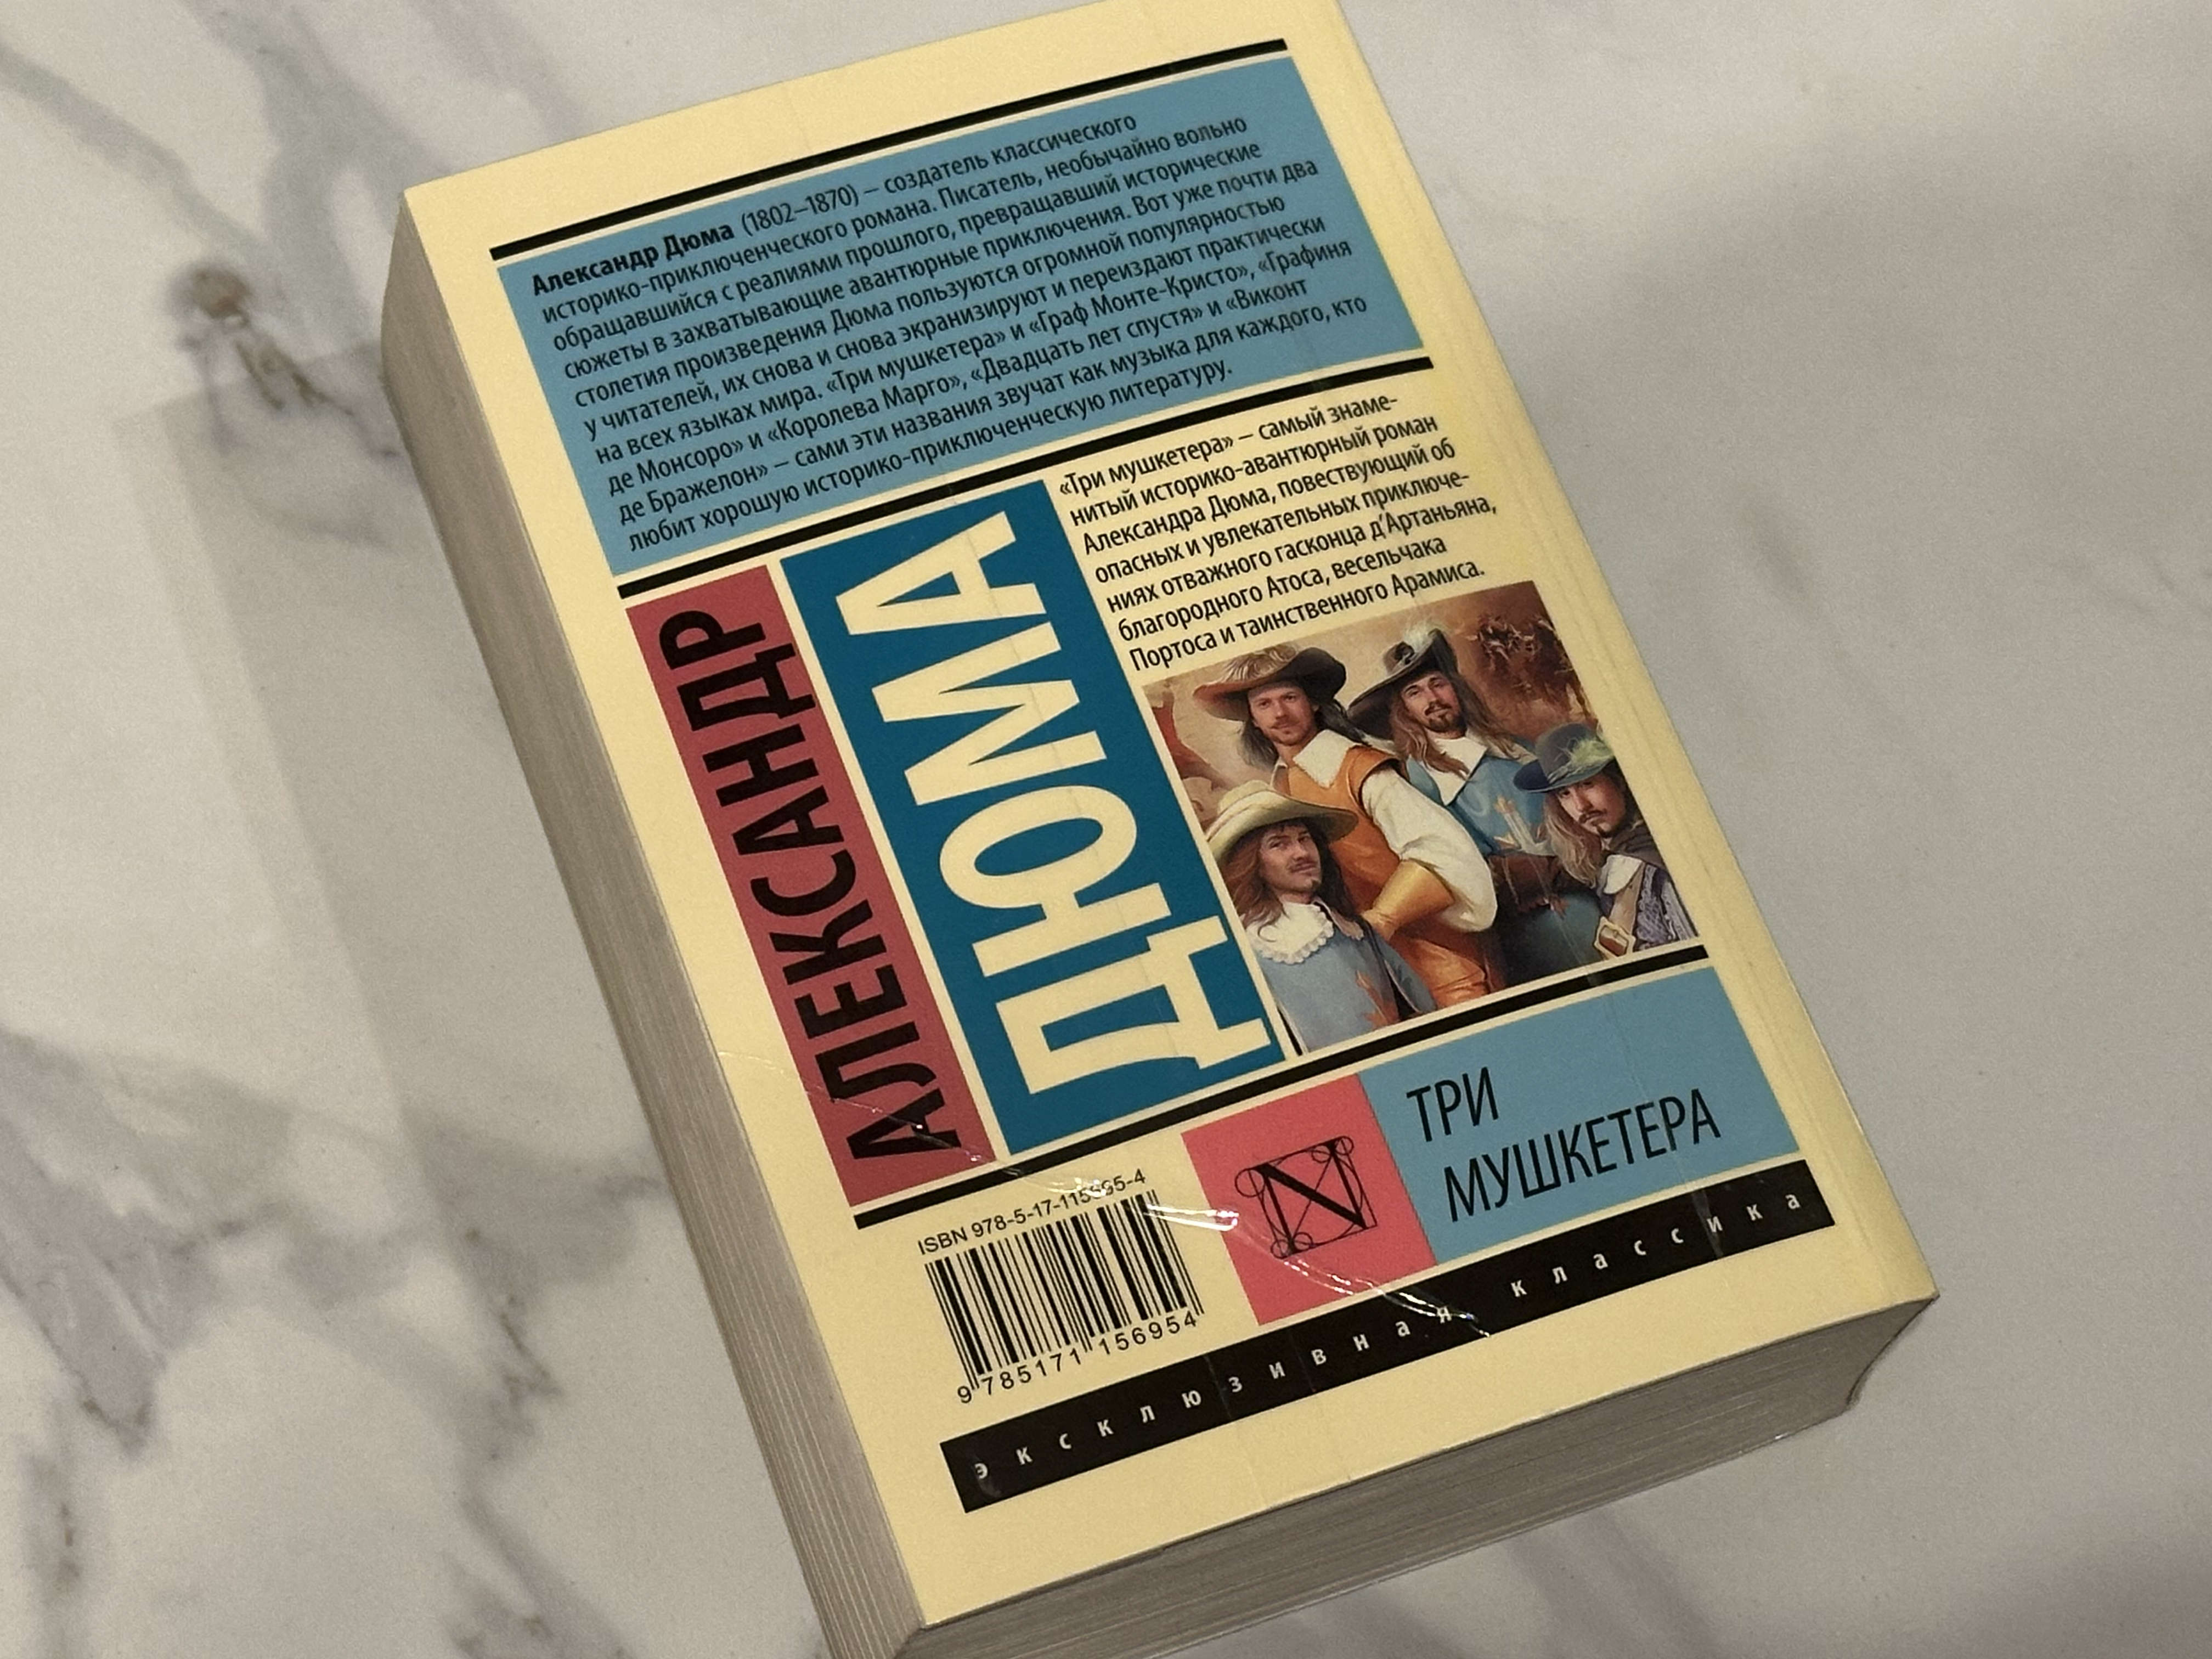 Александр Дюма (1802–1870) – создатель классического
историко-приключенческого романа. Писатель, необычайно вольно
обращавшийся с реалиями прошлого, превращавший исторические
сюжеты в захватывающие авантюрные приключения. Вот уже почти два
столетия произведения Дюма пользуются огромной популярностью
у читателей, их снова и снова экранизируют и переиздают практически
на всех языках мира. «Три мушкетера» и «Граф Монте-Кристо», «Графиня
де Монсоро» и «Королева Марго», «Двадцать лет спустя» и «Виконт
де Бражелон» – сами эти названия звучат как музыка для каждого, кто
любит хорошую историко-приключенческую литературу.
АЛЕКСАНДР
ДЮМА
«Три мушкетера» – самый знаме-
нитый историко-авантюрный роман
Александра Дюма, повествующий об
опасных и увлекательных приключе-
ниях отважного гасконца д'Артаньяна,
благородного Атоса, весельчака
Портоса и таинственного Арамиса.
ISBN 978-5-17-115695-4
9 785171 156954
N
ТРИ
МУШКЕТЕРА
эксклюзивная классика